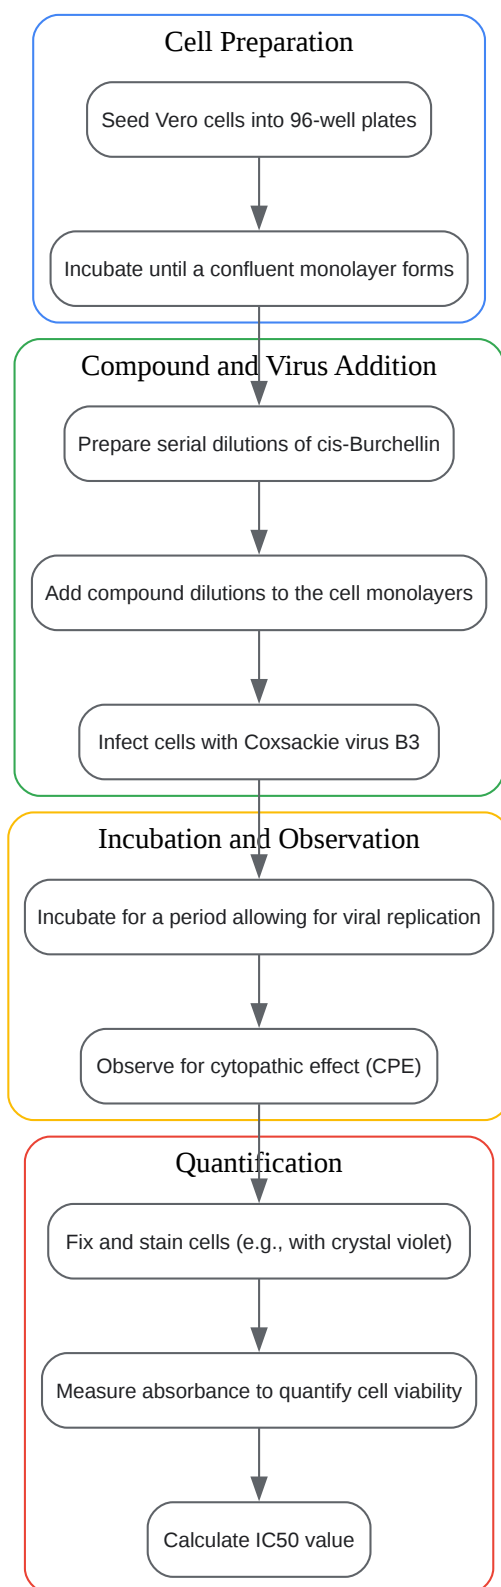 Cell Preparation
Seed Vero cells into 96-well plates
Incubate until a confluent monolayer forms
Compound and Virus Addition
Prepare serial dilutions of cis-Burchellin
Add compound dilutions to the cell monolayers
Infect cells with Coxsackie virus B3
Incubation and Observation
Incubate for a period allowing for viral replication
Observe for cytopathic effect (CPE)
Quantification
Fix and stain cells (e.g., with crystal violet)
Measure absorbance to quantify cell viability
Calculate IC50 value